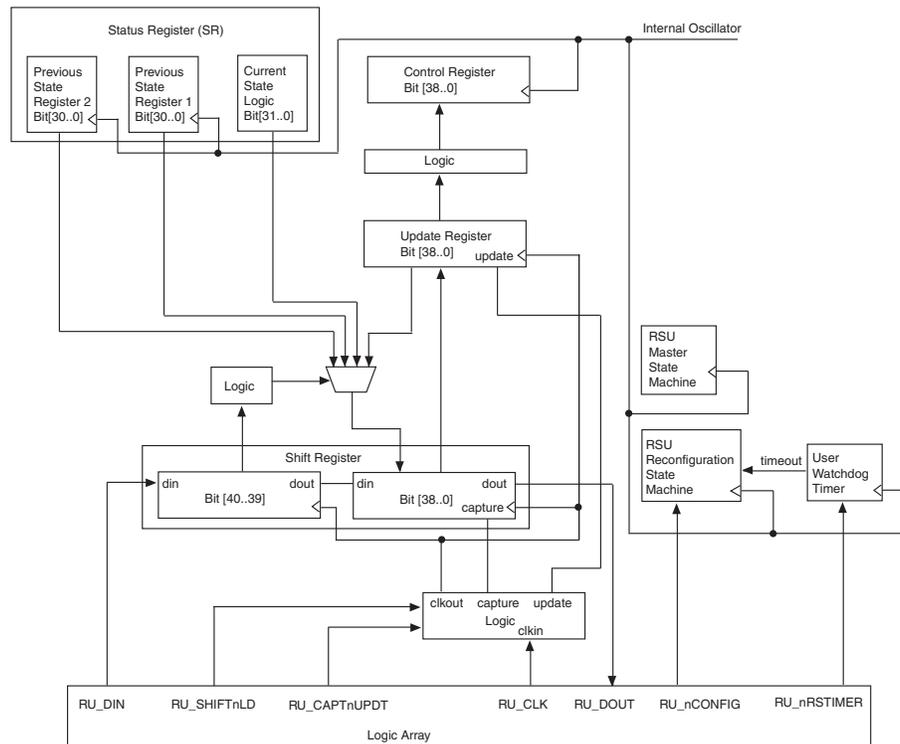 Status Register (SR)
Internal Oscillator
Previous
State
Register 2
Bit[30..0]
Previous
State
Register 1
Bit[30..0]
Current
State
Logic
Bit[31..0]
Control Register
Bit [38..0]
Logic
Update Register
Bit [38..0]
update
RSU
Master
State
Machine
Logic
Shift Register
din
dout
Bit [40..39]
din
dout
Bit [38..0]
capture
RSU
Reconfiguration
State
Machine
timeout
User
Watchdog
Timer
clkout
capture
update
Logic
clkin
RU_DIN
RU_SHIFTnLD
RU_CAPTnUPDT
RU_CLK
RU_DOUT
RU_nCONFIG
RU_nRSTIMER
Logic Array